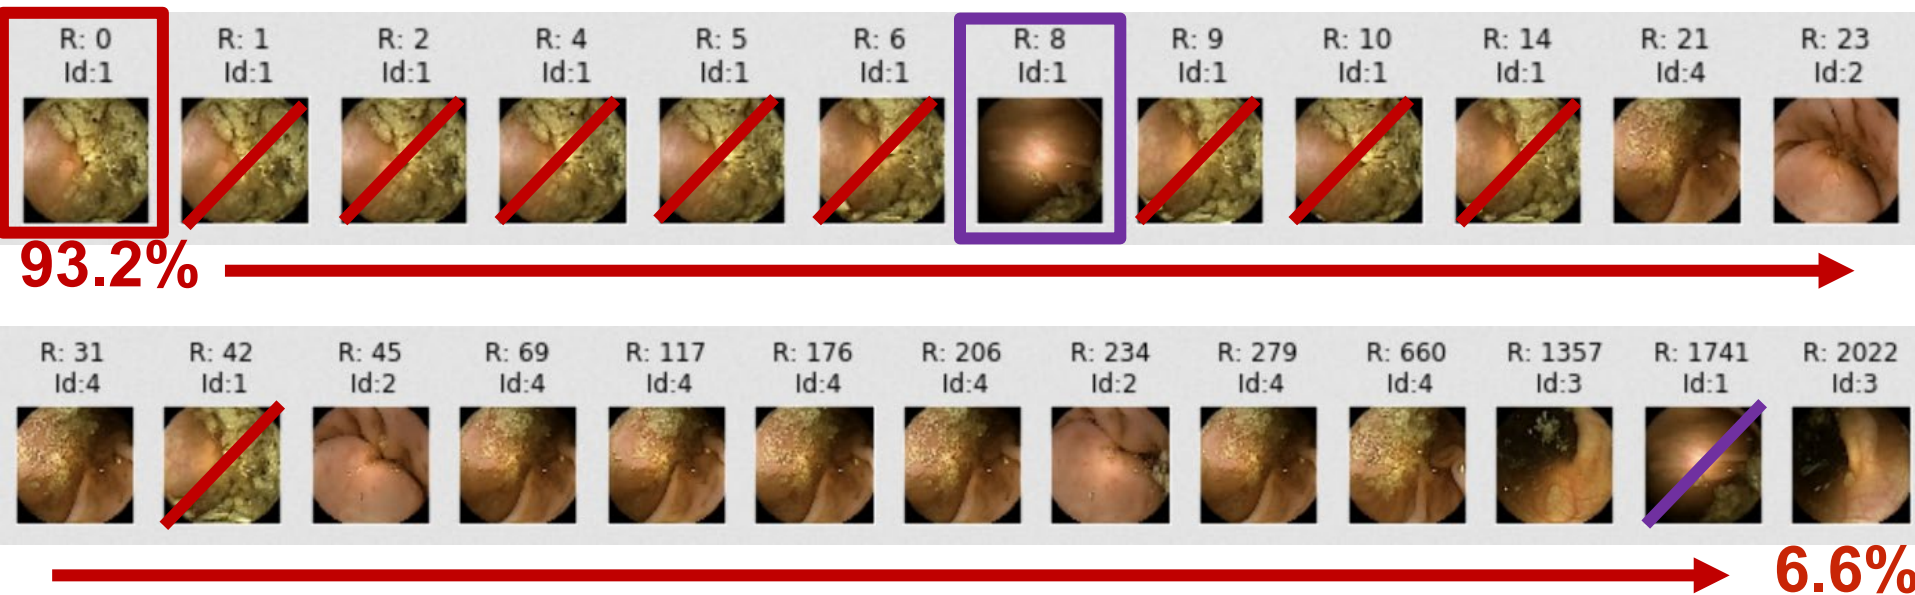 R: 0 R: 1 R: 2 R: 4 R: 5 R: 6 R: 8 R: 9 R: 10 R: 14 R: 21 R: 23
Id:1 Id:1 Id:1 Id:1 Id:1 Id:1 Id:1 Id:1 Id:1 Id:1 Id:4 Id:2
93.2%
R: 31 R: 42 R: 45 R: 69 R: 117 R: 176 R: 206 R: 234 R: 279 R: 660 R: 1357 R: 1741 R: 2022
Id:4 Id:1 Id:2 Id:4 Id:4 Id:4 Id:4 Id:2 Id:4 Id:4 Id:3 Id:1 Id:3
6.6%